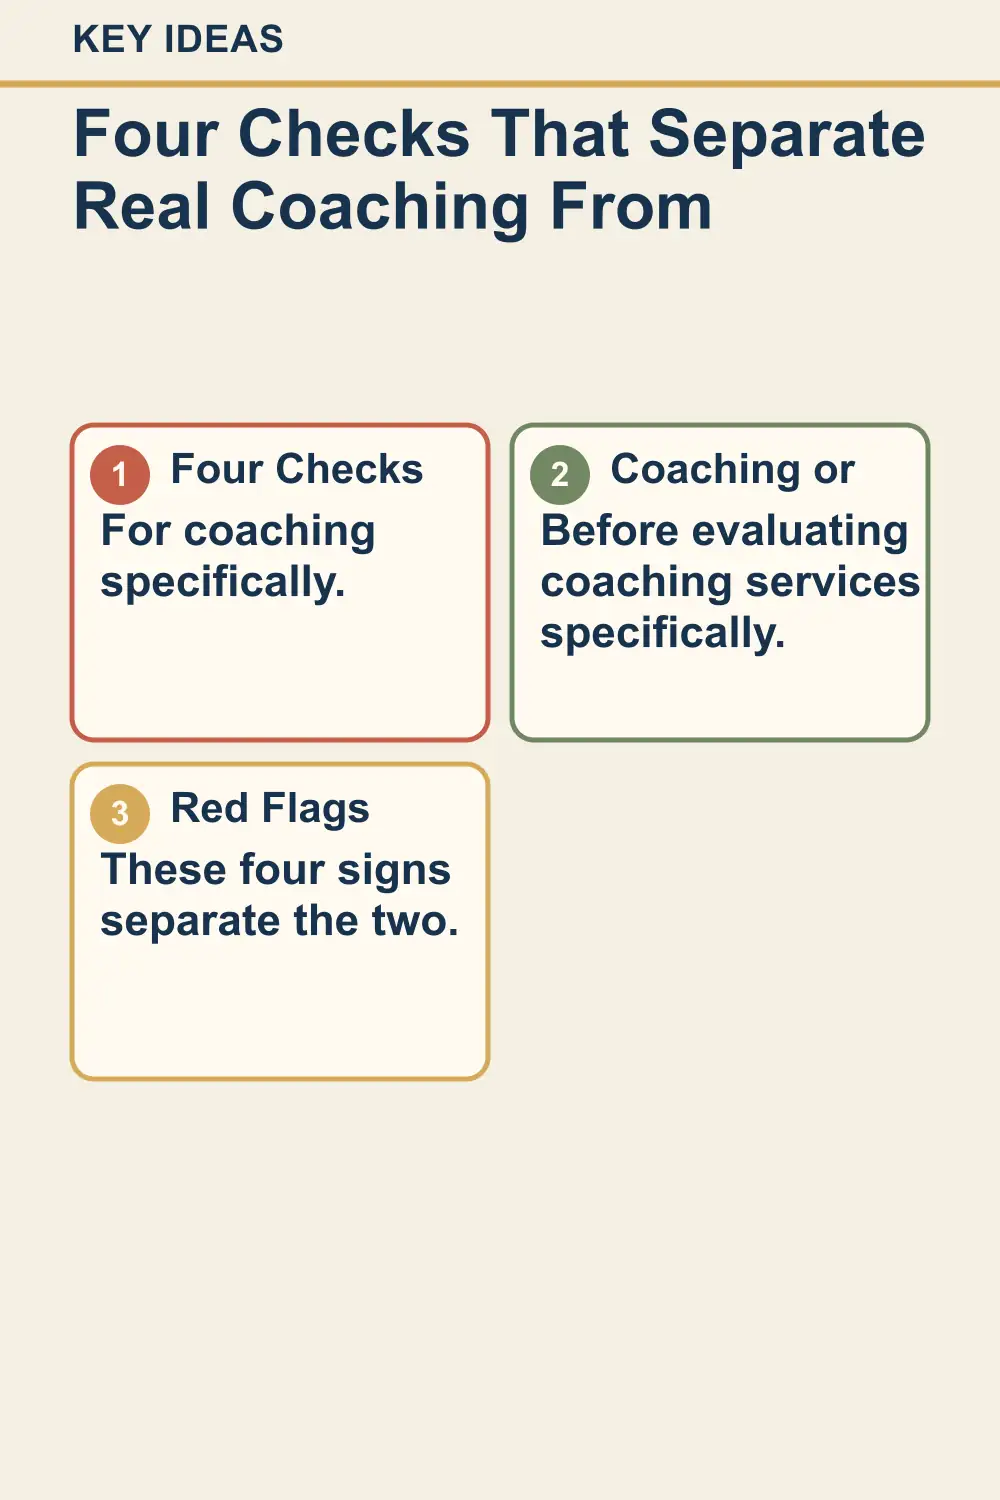 KEY IDEAS
Four Checks That Separate
Real Coaching From
1 Four Checks
For coaching
specifically.
2 Coaching or
Before evaluating
coaching services
specifically.
3 Red Flags
These four signs
separate the two.